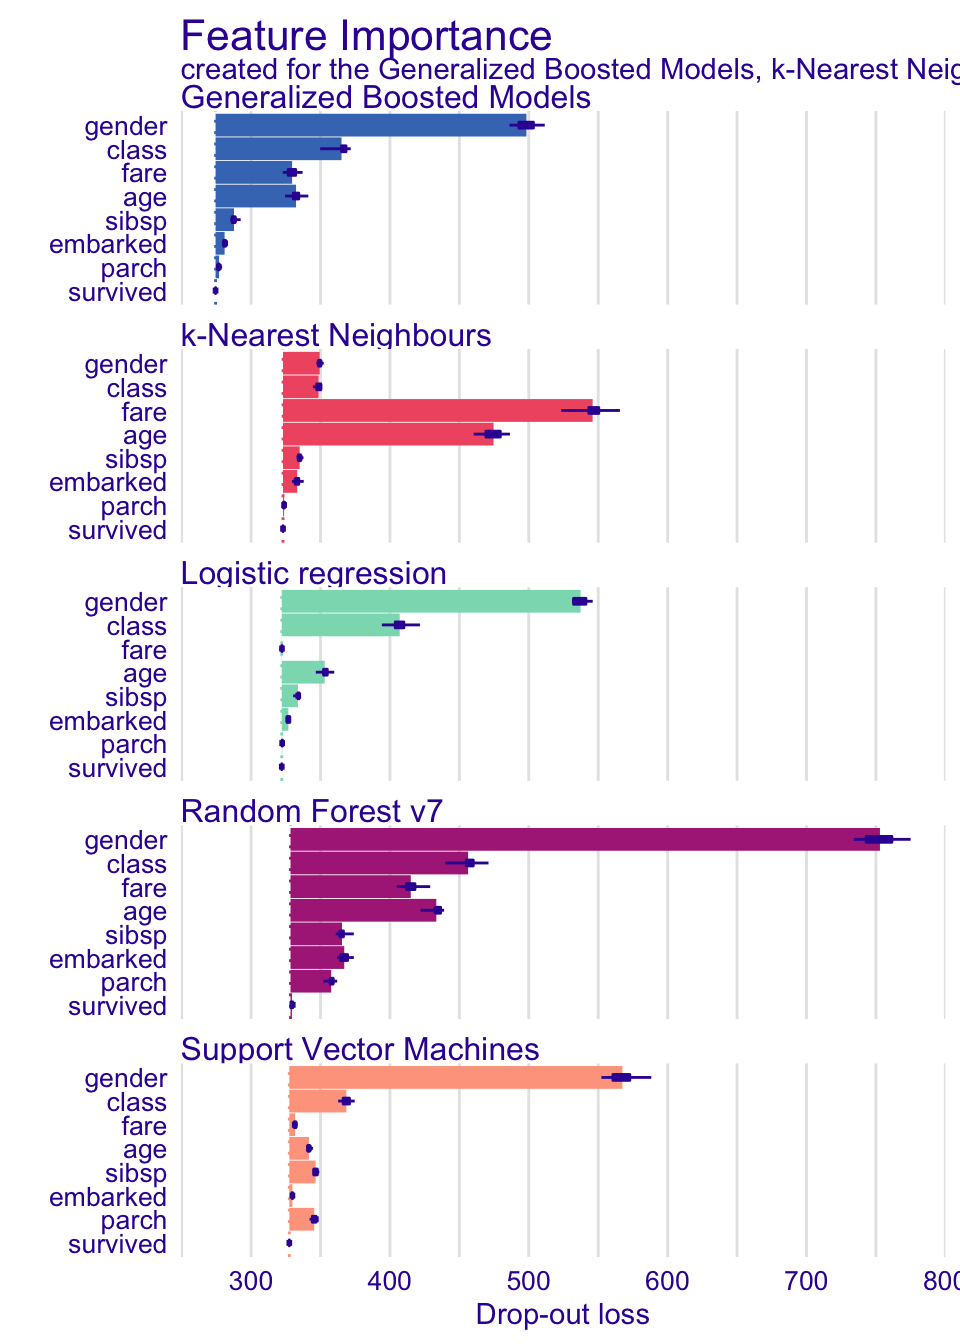 Feature Importance
created for the Generalized Boosted Models, k-Nearest
Generalized Boosted Models
gender
class
fare
age
sibsp
embarked
parch
survived
k-Nearest Neighbours
gender
class
fare
age
sibsp
embarked
parch
survived
Logistic regression
gender
class
fare
age
sibsp
embarked
parch
survived
Random Forest v7
gender
class
fare
age
sibsp
embarked
parch
survived
Support Vector Machines
gender
class
fare
age
sibsp
embarked
parch
survived
300 400 500 600 700 800
Drop-out loss